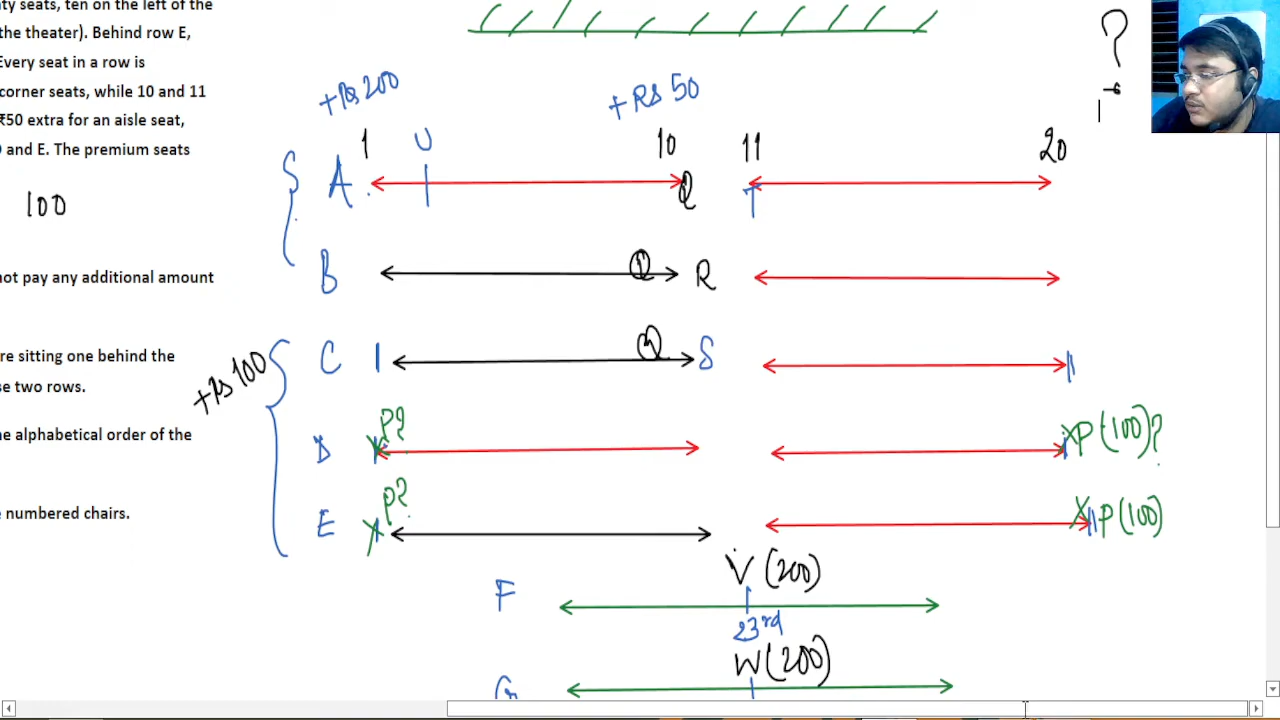 nty seats, ten on the left of the
the theater). Behind row E,
Every seat in a row is
corner seats, while 10 and 11
₹50 extra for an aisle seat,
D and E. The premium seats
100
not pay any additional amount
re sitting one behind the
se two rows.
ne alphabetical order of the
e numbered chairs.
?
+Rs 200
+Rs 50
1 U 10 11 20
A Q T
B Q R
+Rs 100
C Q S
P? P(100)?
D
P?
E P(100)
V (200)
F
23rd
W(200)
G